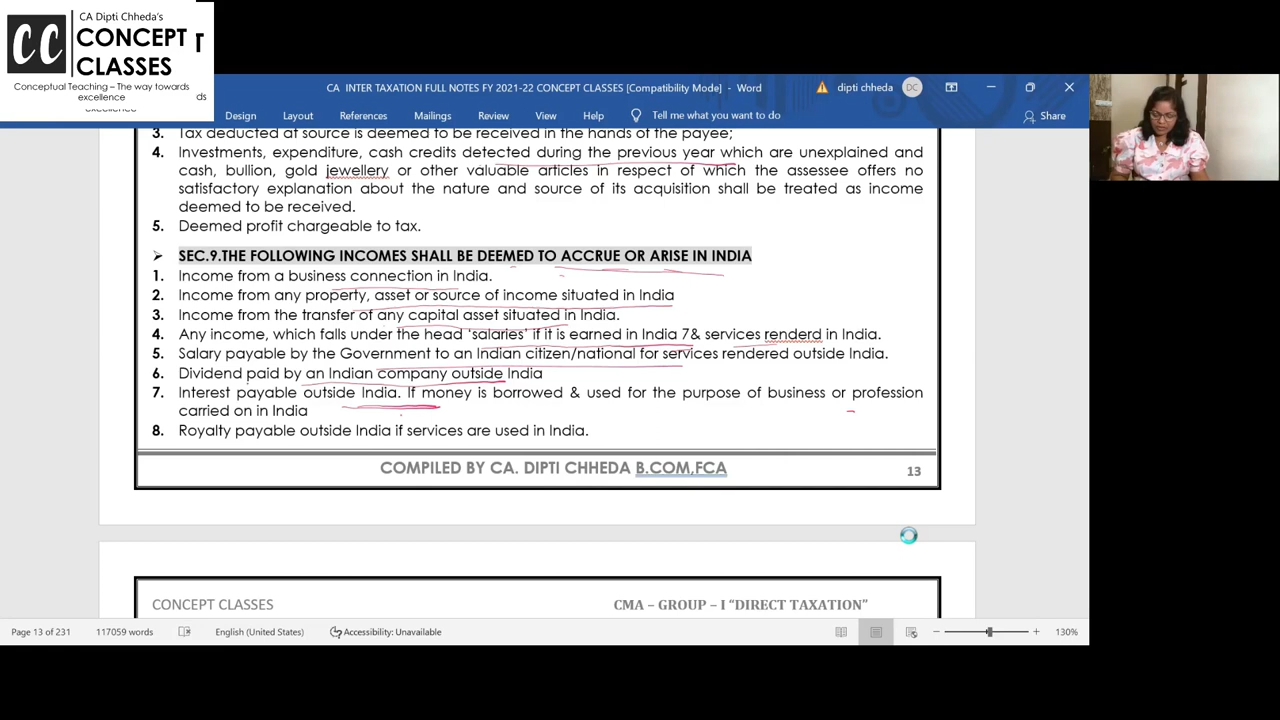 CA Dipti Chheda's
CONCEPT
CLASSES
Conceptual Teaching – The way towards
excellence
ds
CA INTER TAXATION FULL NOTES FY 2021-22 CONCEPT CLASSES [Compatibility Mode] - Word
dipti chheda
DC
Design Layout References Mailings Review View Help Tell me what you want to do Share
3. Tax deducted at source is deemed to be received in the hands of the payee;
4. Investments, expenditure, cash credits detected during the previous year which are unexplained and
cash, bullion, gold jewellery or other valuable articles in respect of which the assessee offers no
satisfactory explanation about the nature and source of its acquisition shall be treated as income
deemed to be received.
5. Deemed profit chargeable to tax.
➢ SEC.9.THE FOLLOWING INCOMES SHALL BE DEEMED TO ACCRUE OR ARISE IN INDIA
1. Income from a business connection in India.
2. Income from any property, asset or source of income situated in India
3. Income from the transfer of any capital asset situated in India.
4. Any income, which falls under the head 'salaries' if it is earned in India 7& services renderd in India.
5. Salary payable by the Government to an Indian citizen/national for services rendered outside India.
6. Dividend paid by an Indian company outside India
7. Interest payable outside India. If money is borrowed & used for the purpose of business or profession
carried on in India
8. Royalty payable outside India if services are used in India.
COMPILED BY CA. DIPTI CHHEDA B.COM,FCA 13
CONCEPT CLASSES CMA – GROUP – I "DIRECT TAXATION"
Page 13 of 231 117059 words English (United States) Accessibility: Unavailable 130%